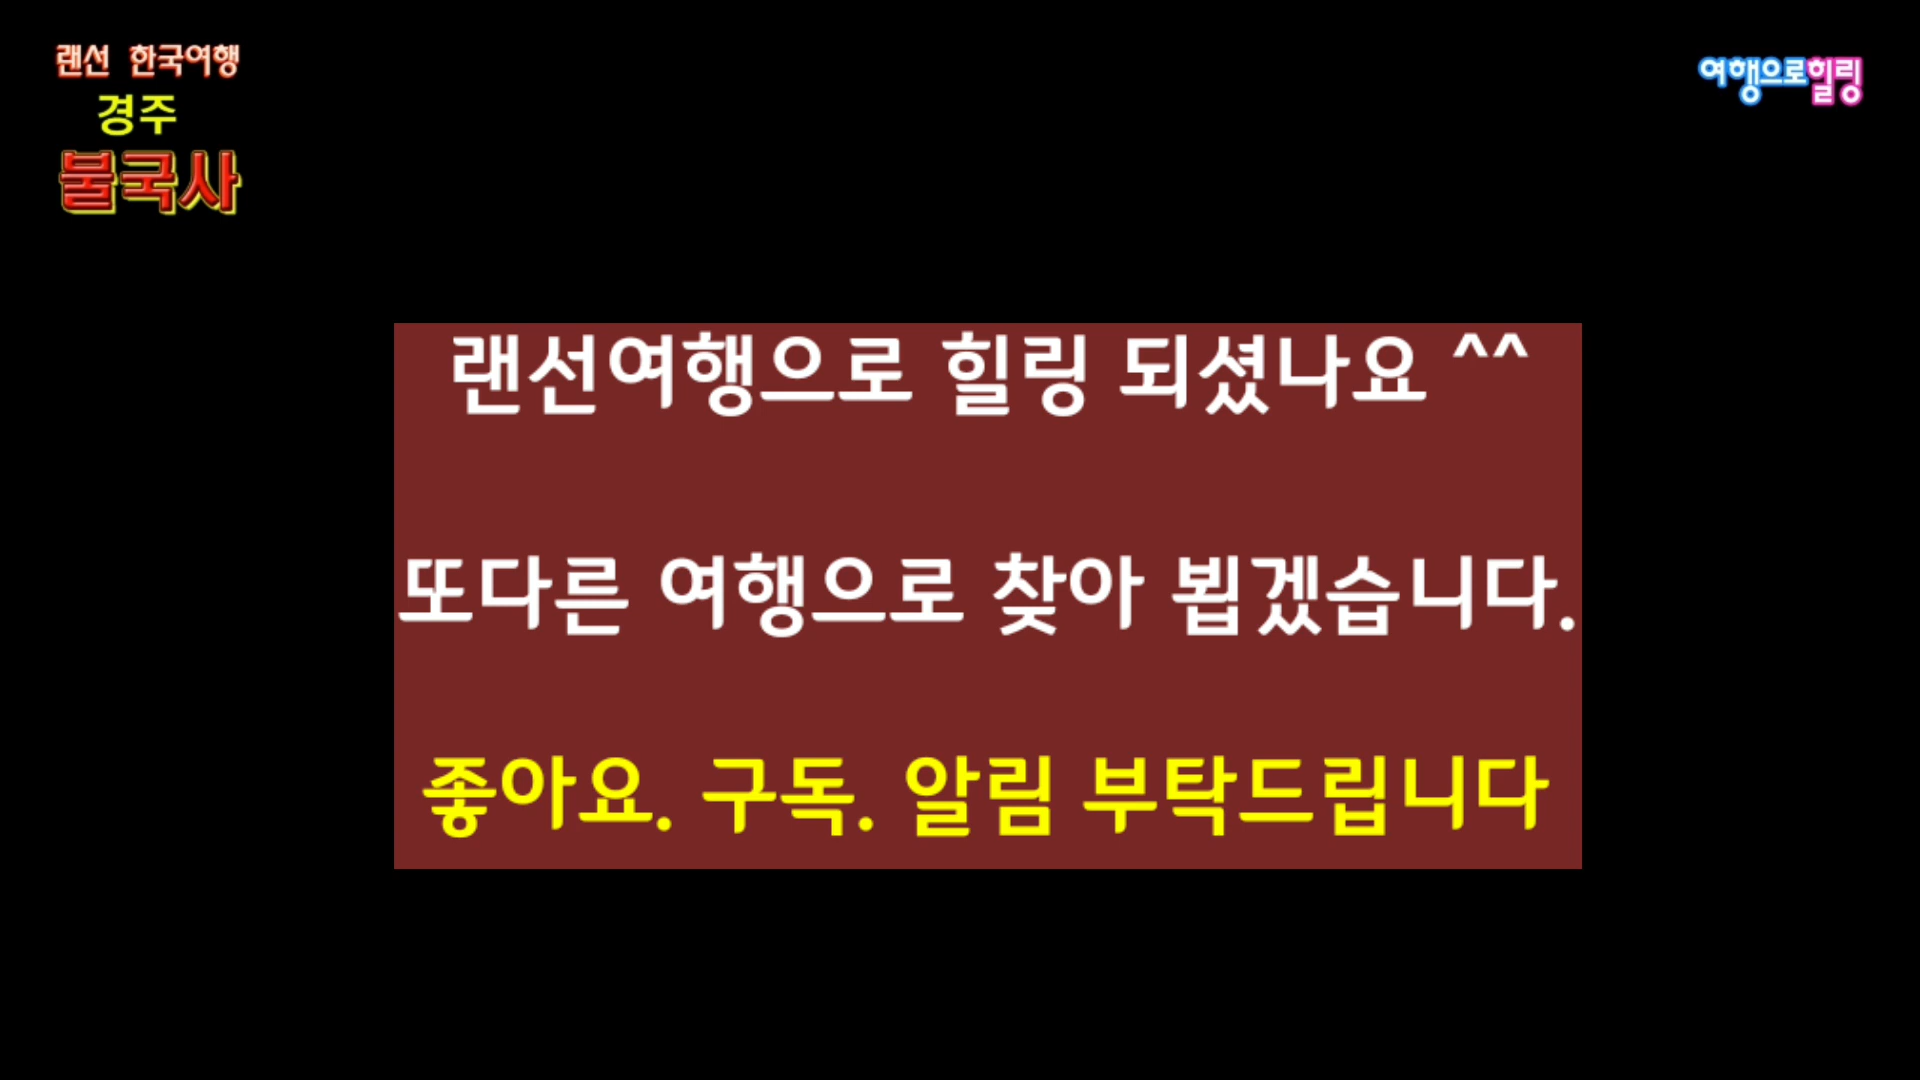 랜선 한국여행
경주
불국사
여행으로힐링
랜선여행으로 힐링 되셨나요 ^^
또다른 여행으로 찾아 뵙겠습니다.
좋아요. 구독. 알림 부탁드립니다